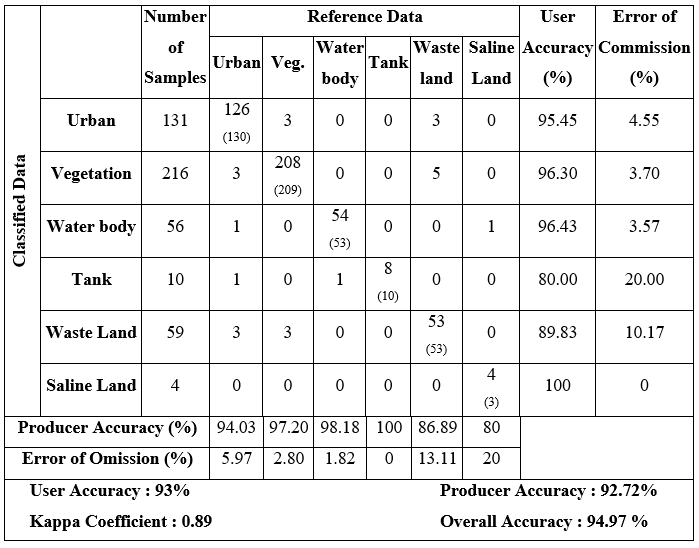 Classified Data
Number of Samples
Reference Data
User Accuracy (%)
Error of Commission (%)
Urban Veg. Water body Tank Waste land Saline Land
Urban 131 126 (130) 3 0 0 3 0 95.45 4.55
Vegetation 216 3 208 (209) 0 0 5 0 96.30 3.70
Water body 56 1 0 54 (53) 0 0 1 96.43 3.57
Tank 10 1 0 1 8 (10) 0 0 80.00 20.00
Waste Land 59 3 3 0 0 53 (53) 0 89.83 10.17
Saline Land 4 0 0 0 0 0 4 (3) 100 0
Producer Accuracy (%) 94.03 97.20 98.18 100 86.89 80
Error of Omission (%) 5.97 2.80 1.82 0 13.11 20
User Accuracy : 93% Producer Accuracy : 92.72%
Kappa Coefficient : 0.89 Overall Accuracy : 94.97 %